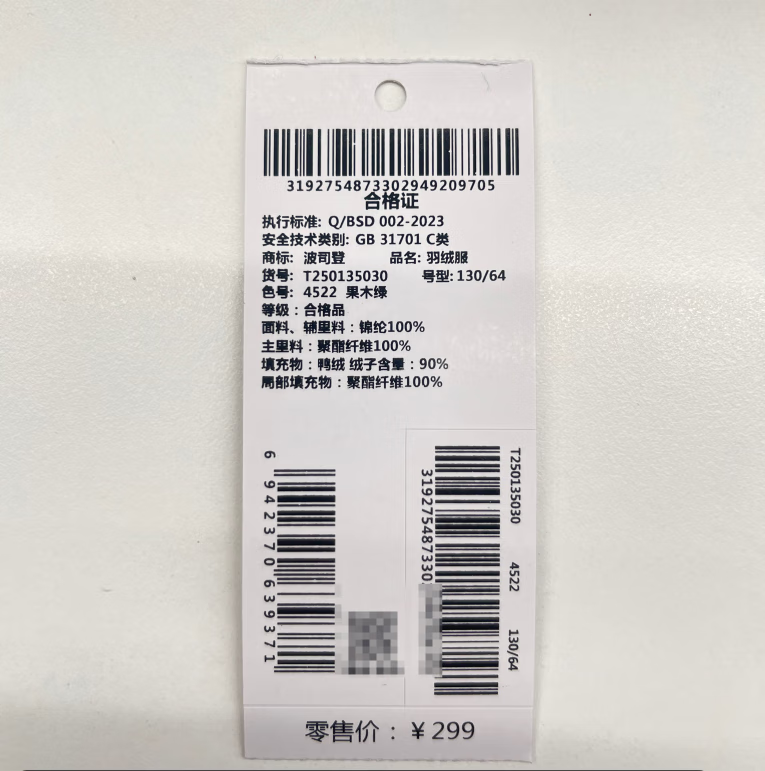 3192754873302949209705
合格证
执行标准: Q/BSD 002-2023
安全技术类别: GB 31701 C类
商标: 波司登 品名: 羽绒服
货号: T250135030 号型: 130/64
色号: 4522 果木绿
等级：合格品
面料、辅里料：锦纶100%
主里料：聚酯纤维100%
填充物：鸭绒 绒子含量：90%
局部填充物：聚酯纤维100%
6 942370 639371
3192754873302
T250135030 4522 130/64
零售价：￥299